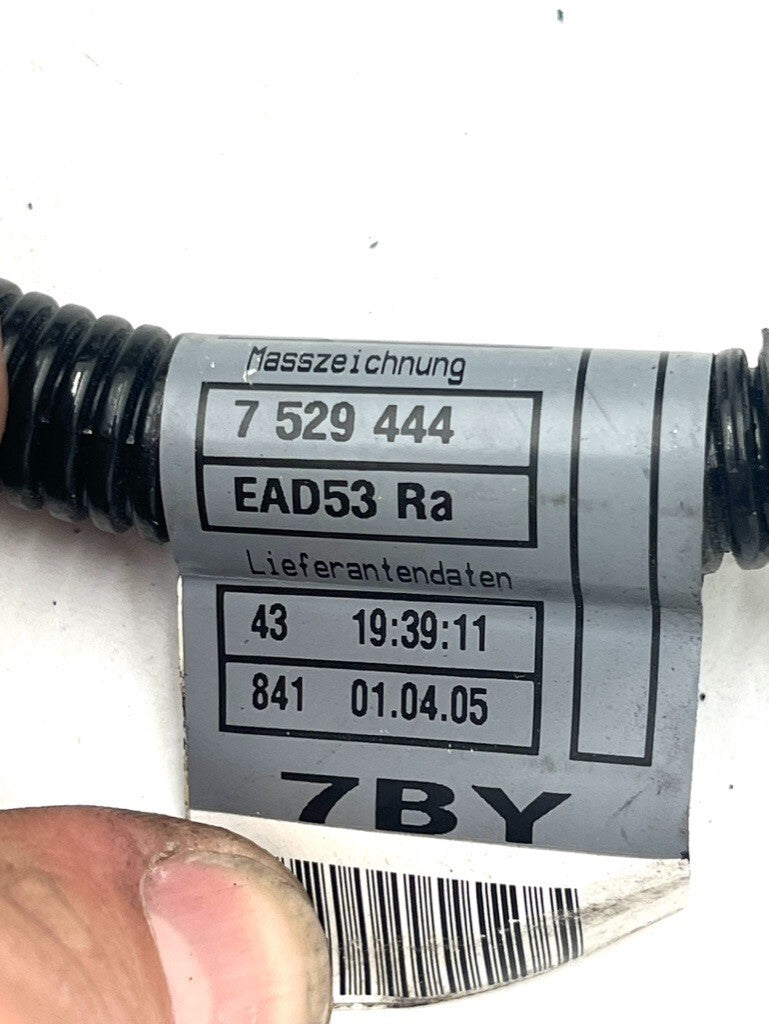 Masszeichnung
7 529 444
EAD53 Ra
Lieferantendaten
43 19:39:11
841 01.04.05
7BY